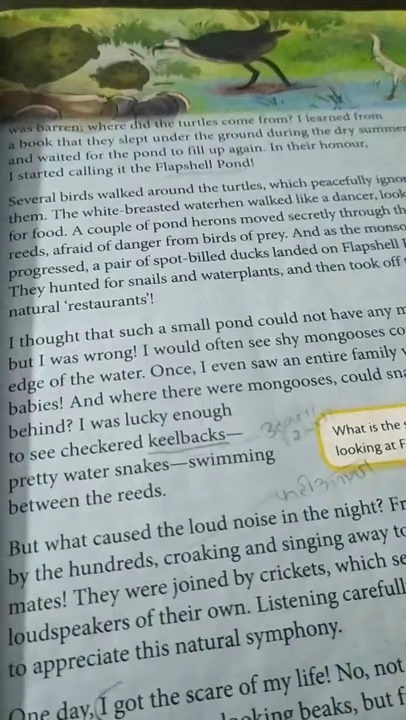 was barren; where did the turtles come from? I learned from
a book that they slept under the ground during the dry summer
and waited for the pond to fill up again. In their honour,
I started calling it the Flapshell Pond!
Several birds walked around the turtles, which peacefully
them. The white-breasted waterhen walked like a dancer,
for food. A couple of pond herons moved secretly through
reeds, afraid of danger from birds of prey. And as the
progressed, a pair of spot-billed ducks landed on Flapshell
They hunted for snails and waterplants, and then took off
natural ‘restaurants’!
I thought that such a small pond could not have any
but I was wrong! I would often see shy mongooses
edge of the water. Once, I even saw an entire family
babies! And where there were mongooses, could
behind? I was lucky enough
to see checkered keelbacks—
pretty water snakes—swimming
between the reeds.
What is the
looking at
But what caused the loud noise in the night?
by the hundreds, croaking and singing away to
mates! They were joined by crickets, which
loudspeakers of their own. Listening
to appreciate this natural symphony.
One day, I got the scare of my life! No, not
beaks, but